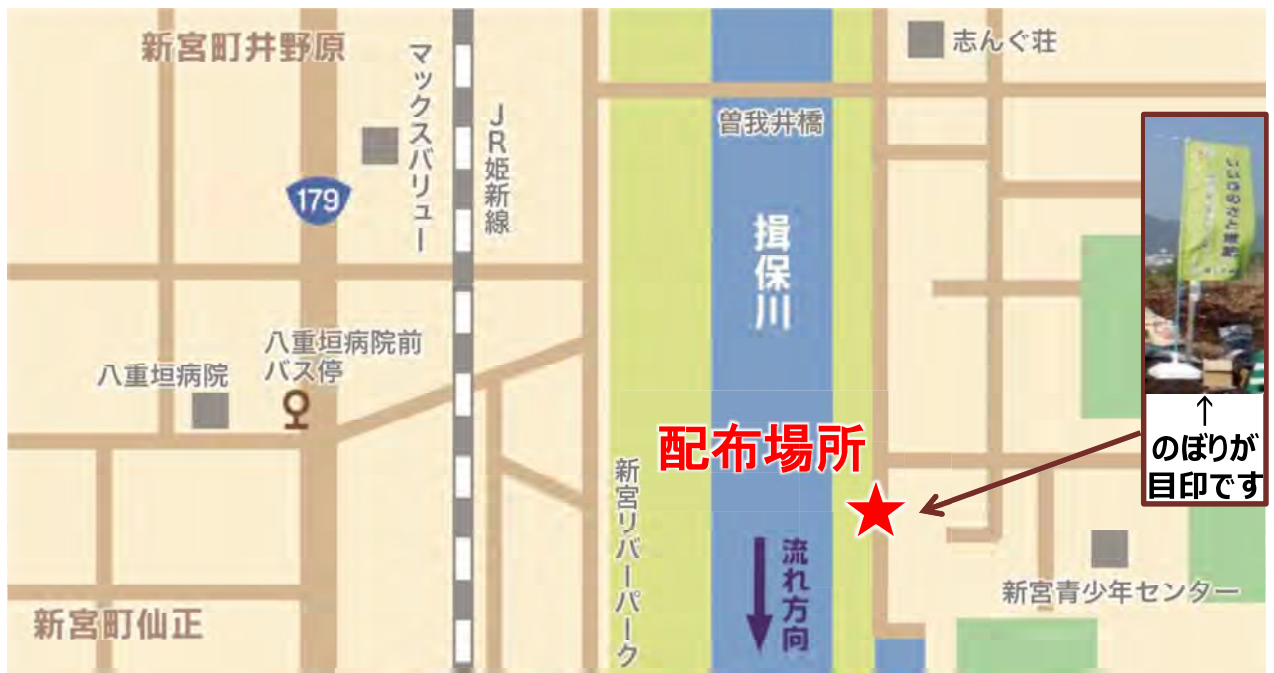 新宮町井野原
マックスバリュー
JR姫新線
179
志んぐ荘
曽我井橋
揖保川
八重垣病院前
バス停
八重垣病院
配布場所
↑
のぼりが
目印です
新宮リバーパーク
流れ方向
新宮青少年センター
新宮町仙正